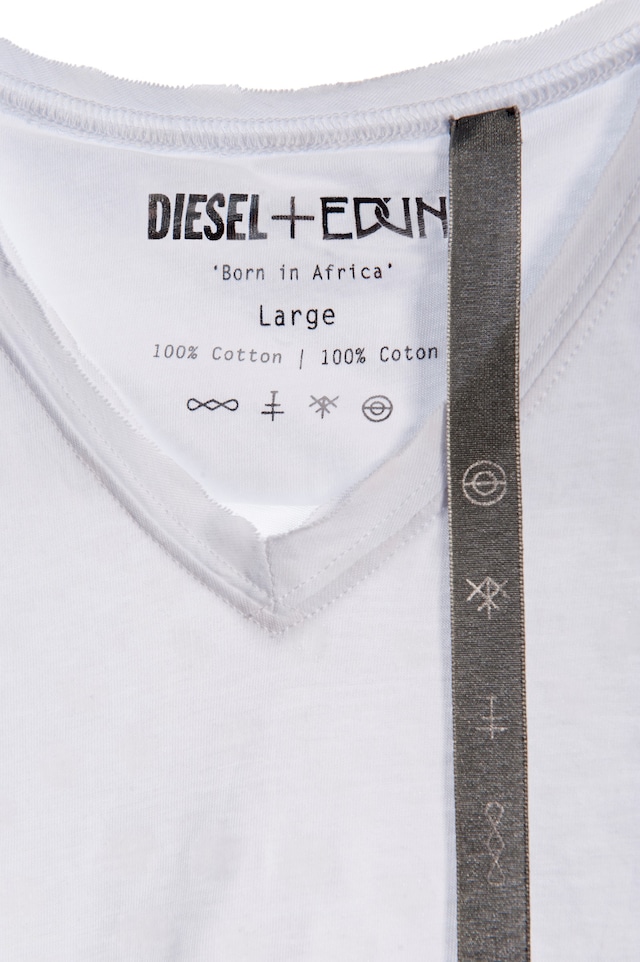 DIESEL+EDUN
'Born in Africa'
Large
100% Cotton | 100% Coton